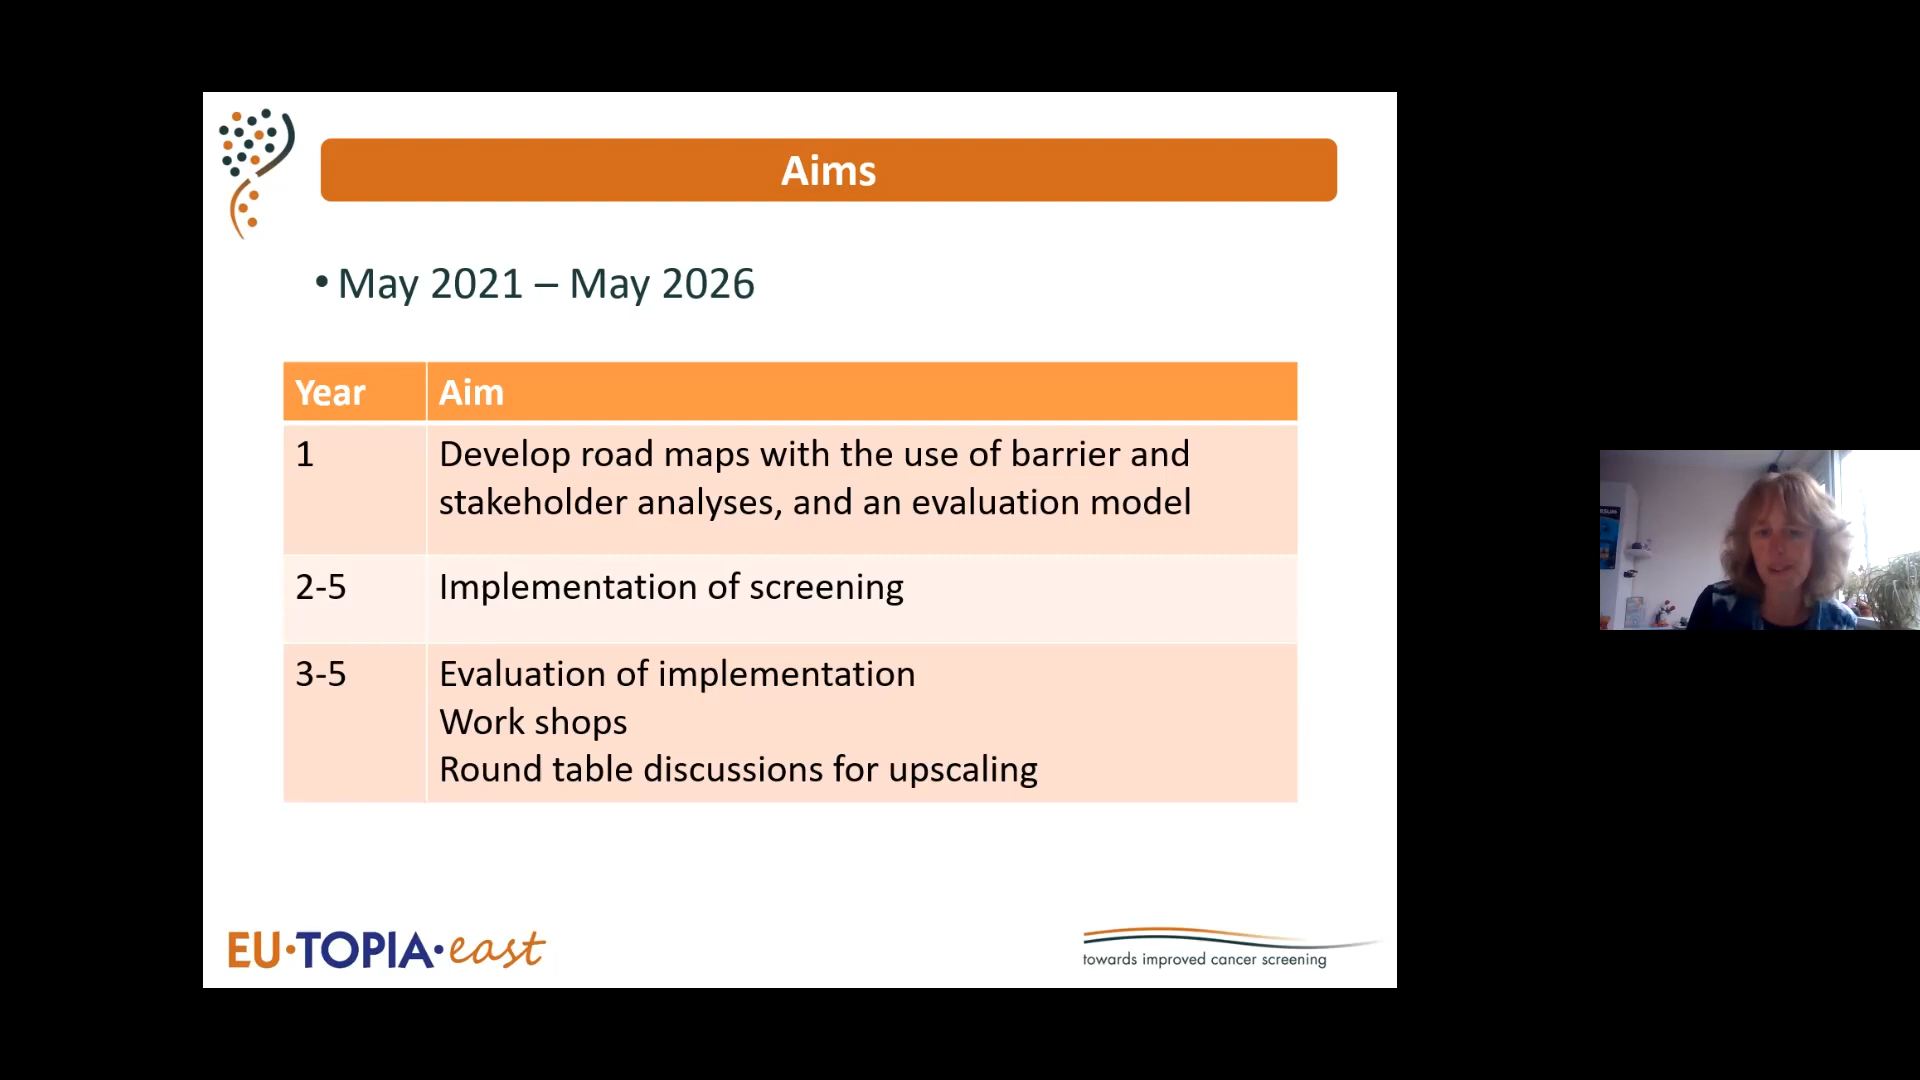 Aims
• May 2021 – May 2026
Year Aim
1 Develop road maps with the use of barrier and
stakeholder analyses, and an evaluation model
2-5 Implementation of screening
3-5 Evaluation of implementation
Work shops
Round table discussions for upscaling
EU·TOPIA·east
towards improved cancer screening